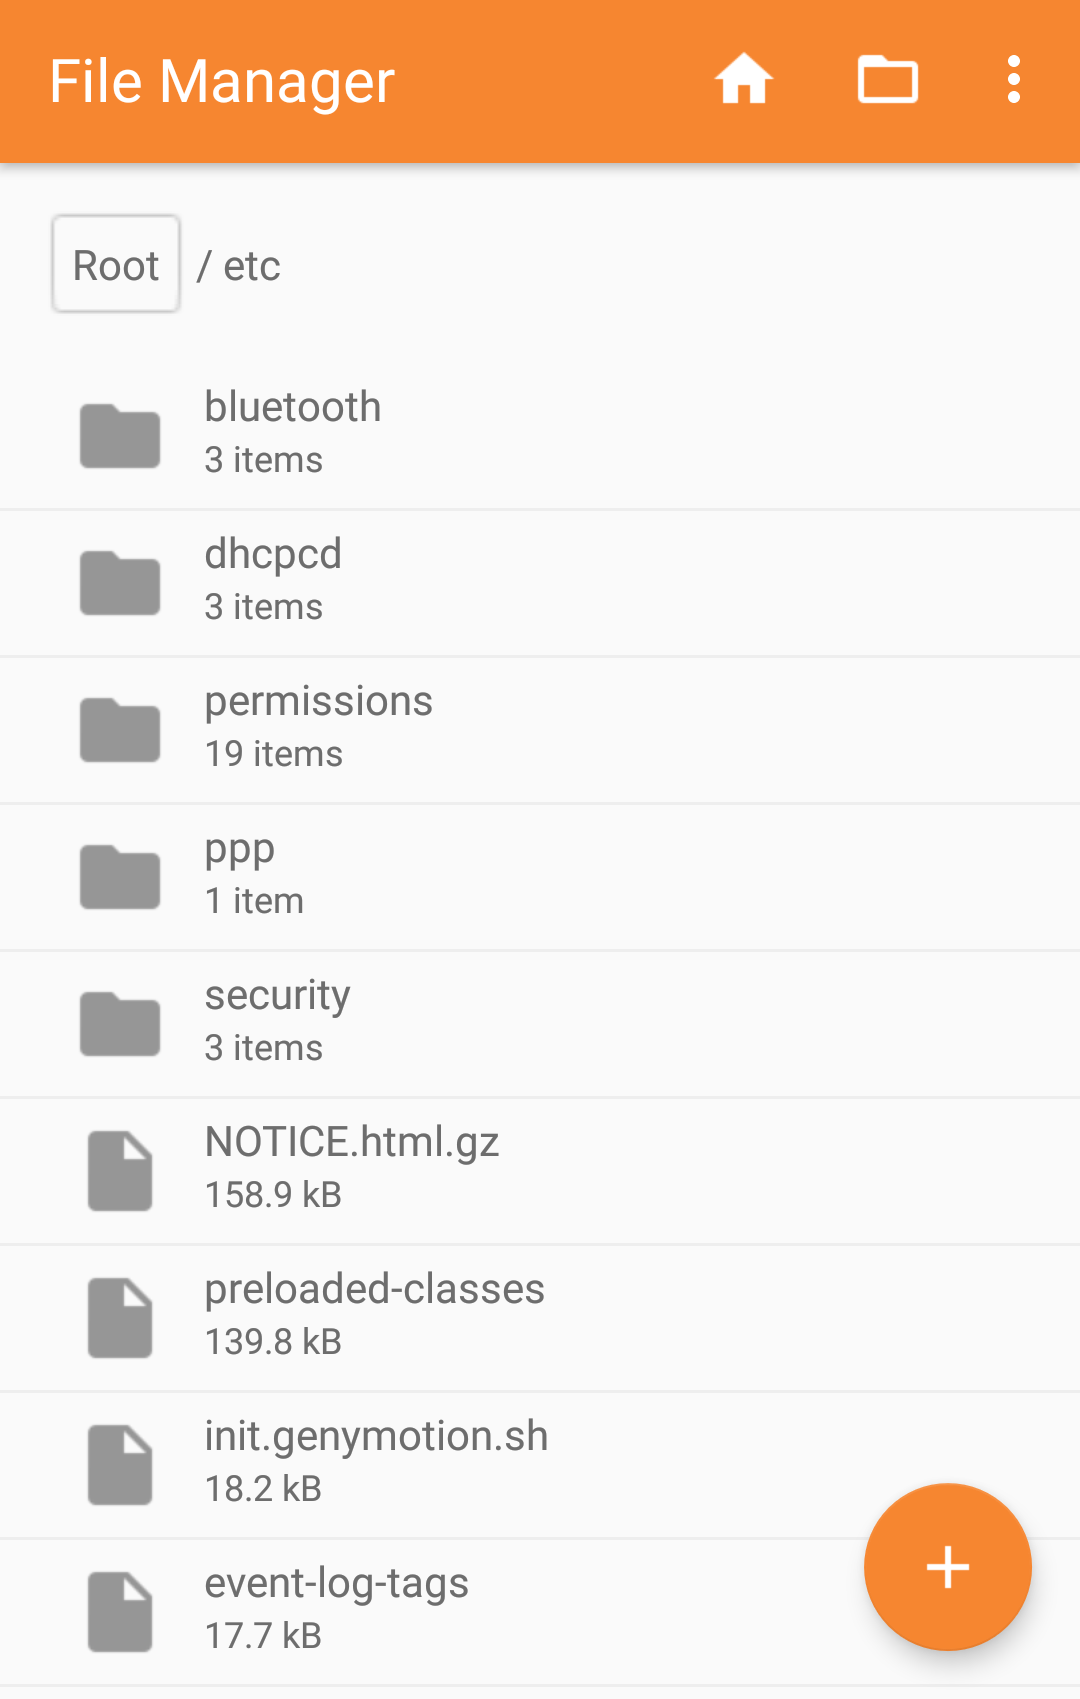 File Manager
Root / etc
bluetooth
3 items
dhcpcd
3 items
permissions
19 items
ppp
1 item
security
3 items
NOTICE.html.gz
158.9 kB
preloaded-classes
139.8 kB
init.genymotion.sh
18.2 kB
event-log-tags
17.7 kB